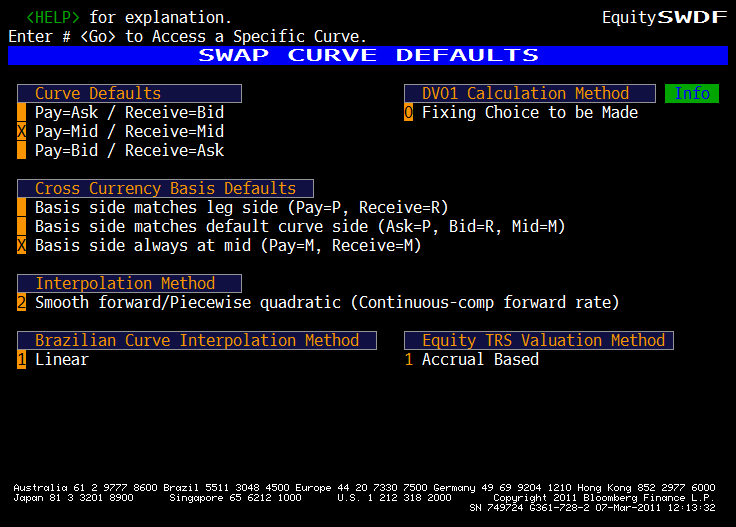 <HELP> for explanation. EquitySWDF
Enter # <Go> to Access a Specific Curve.
SWAP CURVE DEFAULTS
Curve Defaults DV01 Calculation Method Info
Pay=Ask / Receive=Bid 0 Fixing Choice to be Made
X Pay=Mid / Receive=Mid
Pay=Bid / Receive=Ask
Cross Currency Basis Defaults
Basis side matches leg side (Pay=P, Receive=R)
Basis side matches default curve side (Ask=P, Bid=R, Mid=M)
X Basis side always at mid (Pay=M, Receive=M)
Interpolation Method
2 Smooth forward/Piecewise quadratic (Continuous-comp forward rate)
Brazilian Curve Interpolation Method Equity TRS Valuation Method
1 Linear 1 Accrual Based
Australia 61 2 9777 8600 Brazil 5511 3048 4500 Europe 44 20 7330 7500 Germany 49 69 9204 1210 Hong Kong 852 2977 6000
Japan 81 3 3201 8900 Singapore 65 6212 1000 U.S. 1 212 318 2000 Copyright 2011 Bloomberg Finance L.P.
SN 749724 G361-728-2 07-Mar-2011 12:13:32